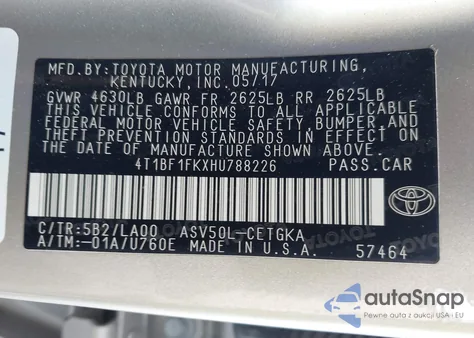 MFD.BY:TOYOTA MOTOR MANUFACTURING,
KENTUCKY, INC. 05/17
GVWR 4630LB GAWR FR 2625LB RR 2625LB
THIS VEHICLE CONFORMS TO ALL APPLICABLE
FEDERAL MOTOR VEHICLE SAFETY, BUMPER AND
THEFT PREVENTION STANDARDS IN EFFECT ON
THE DATE OF MANUFACTURE SHOWN ABOVE.
4T1BF1FKXHU788226 PASS.CAR
C/TR:5B2/LA00 ASV50L-CETGKA
A/TM:-01A/U760E MADE IN U.S.A. 57464
TOYOTA
autoSnap
Pewne auta z USA i EU